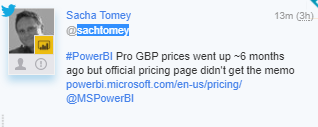 Sacha Tomey 13m (3h)
@sachtomey
#PowerBI Pro GBP prices went up ~6 months
ago but official pricing page didn't get the memo
powerbi.microsoft.com/en-us/pricing/
@MSPowerBI